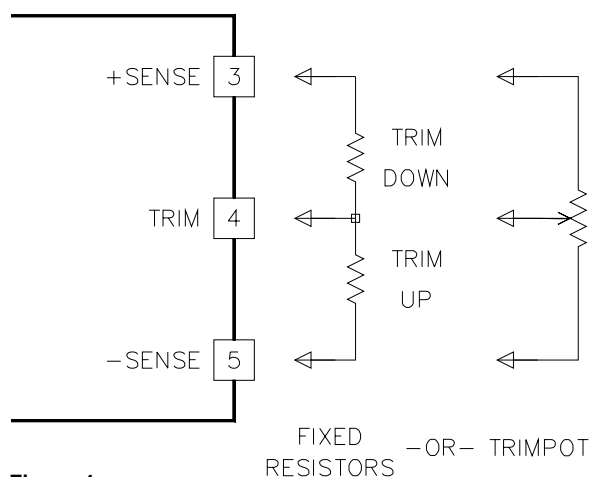 +SENSE 3
TRIM
DOWN
TRIM 4
TRIM
UP
−SENSE 5
FIXED
RESISTORS
−OR− TRIMPOT